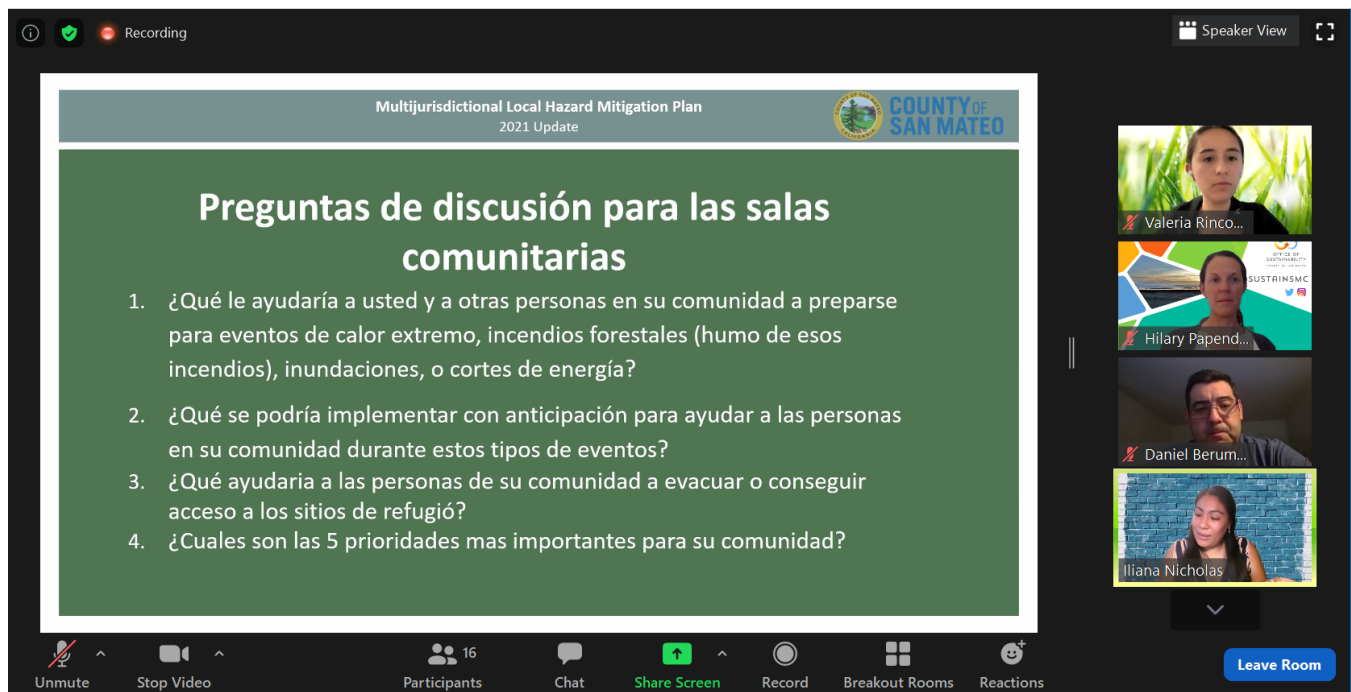 Recording
Speaker View
Multijurisdictional Local Hazard Mitigation Plan
2021 Update
COUNTY OF
SAN MATEO
Preguntas de discusión para las salas
comunitarias
1. ¿Qué le ayudaría a usted y a otras personas en su comunidad a preparse
para eventos de calor extremo, incendios forestales (humo de esos
incendios), inundaciones, o cortes de energía?
2. ¿Qué se podría implementar con anticipación para ayudar a las personas
en su comunidad durante estos tipos de eventos?
3. ¿Qué ayudaria a las personas de su comunidad a evacuar o conseguir
acceso a los sitios de refugió?
4. ¿Cuales son las 5 prioridades mas importantes para su comunidad?
Valeria Rinco...
OFFICE OF
SUSTAINABILITY
SUSTAINSMC
Hilary Papend...
Daniel Berum...
Iliana Nicholas
Unmute
Stop Video
16
Participants
Chat
Share Screen
Record
Breakout Rooms
Reactions
Leave Room